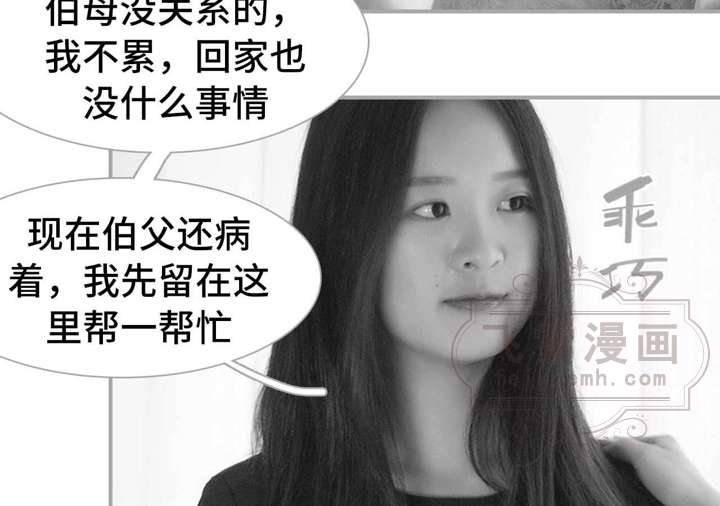 伯母没关系的，
我不累，回家也
没什么事情
现在伯父还病
着，我先留在这
里帮一帮忙
乖
巧
漫画